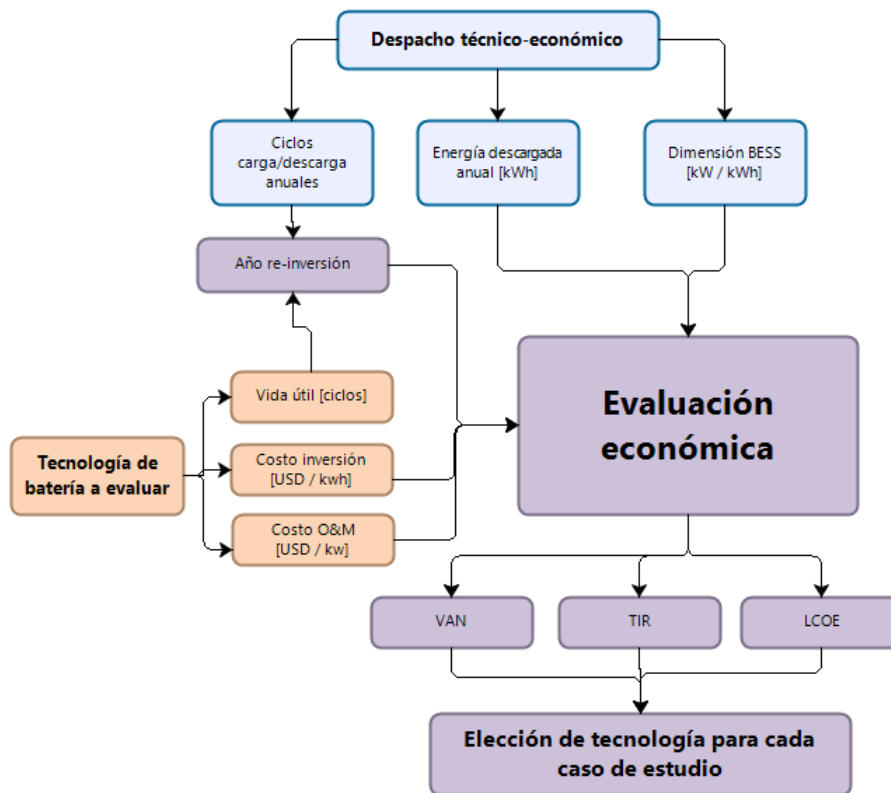 Despacho técnico-económico
Ciclos
carga/descarga
anuales
Energía descargada
anual [kWh]
Dimensión BESS
[kW / kWh]
Año re-inversión
Vida útil [ciclos]
Tecnología de
batería a evaluar
Costo inversión
[USD / kwh]
Costo O&M
[USD / kw]
Evaluación
económica
VAN
TIR
LCOE
Elección de tecnología para cada
caso de estudio